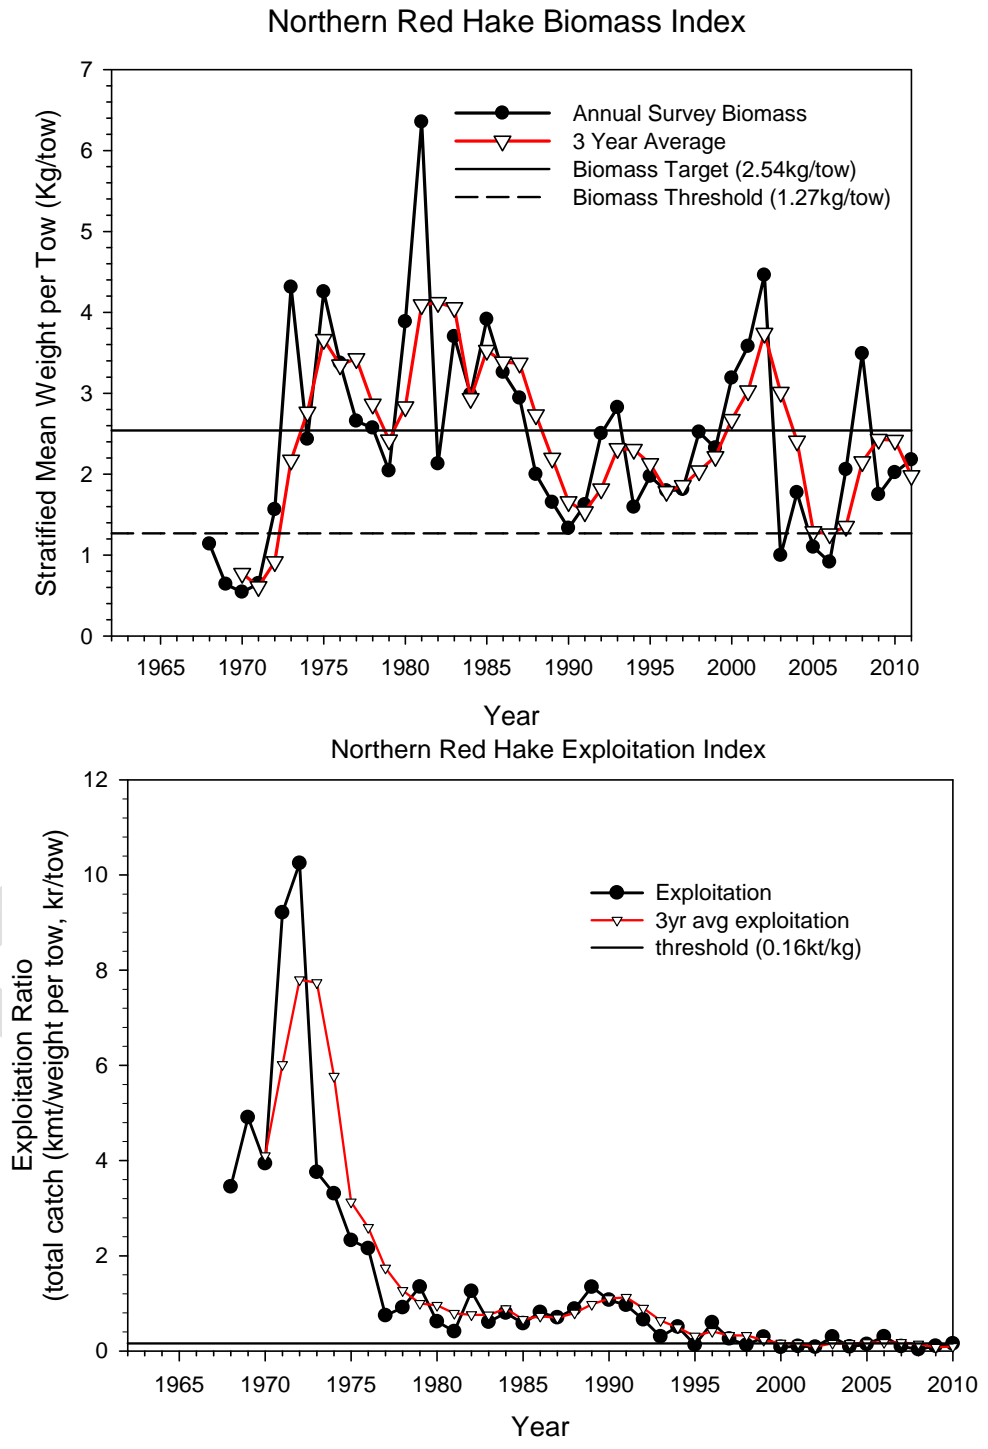 Northern Red Hake Biomass Index
Stratified Mean Weight per Tow (Kg/tow)
7
6
5
4
3
2
1
0
Annual Survey Biomass
3 Year Average
Biomass Target (2.54kg/tow)
Biomass Threshold (1.27kg/tow)
1965 1970 1975 1980 1985 1990 1995 2000 2005 2010
Year
Northern Red Hake Exploitation Index
Exploitation Ratio
(total catch (kmt/weight per tow, kr/tow)
12
10
8
6
4
2
0
Exploitation
3yr avg exploitation
threshold (0.16kt/kg)
1965 1970 1975 1980 1985 1990 1995 2000 2005 2010
Year